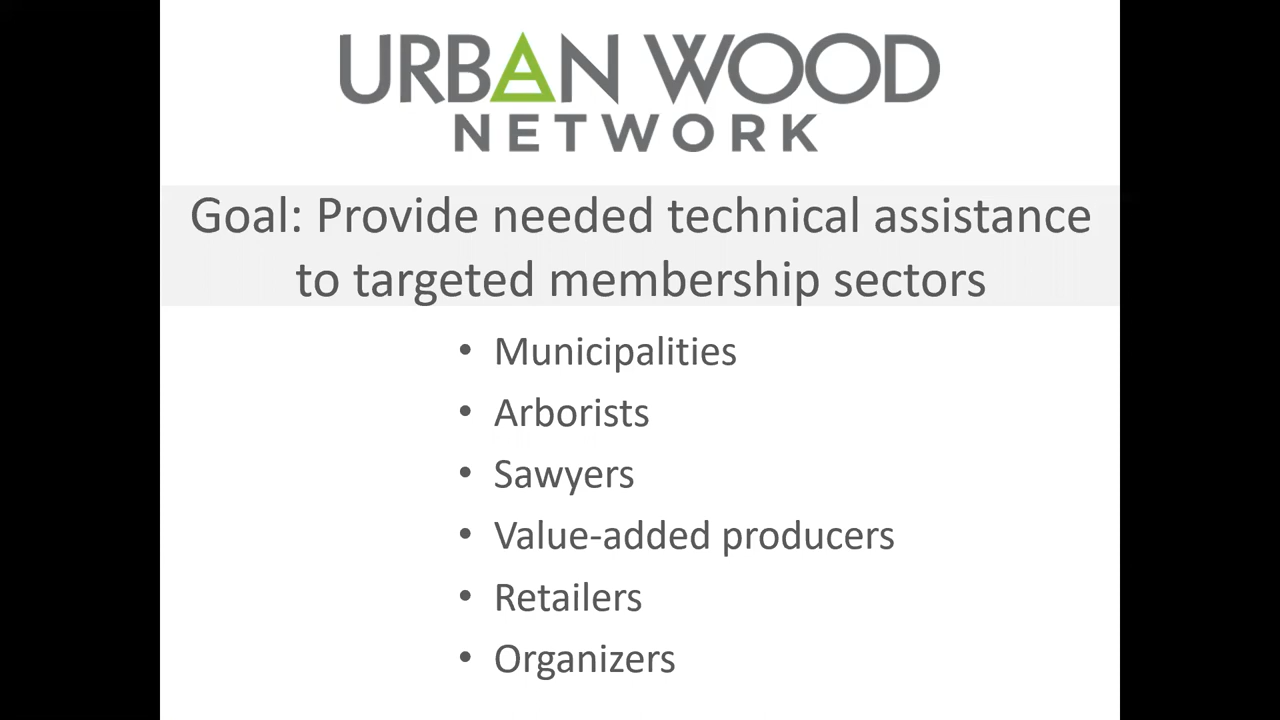 URBAN WOOD
NETWORK
Goal: Provide needed technical assistance
to targeted membership sectors
• Municipalities
• Arborists
• Sawyers
• Value-added producers
• Retailers
• Organizers